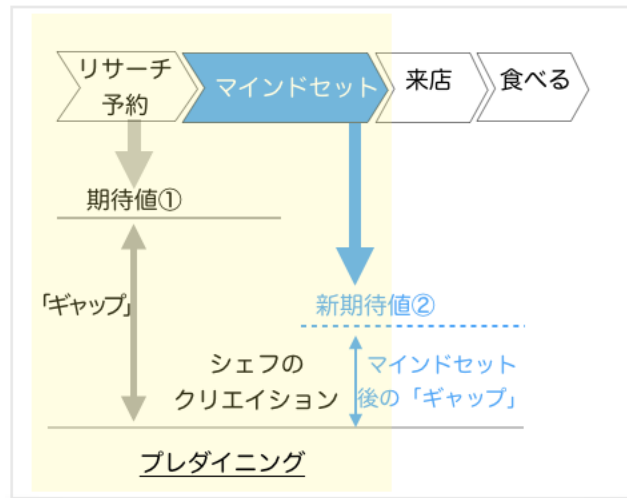 リサーチ
予約
マインドセット
来店
食べる
期待値①
「ギャップ」
新期待値②
シェフの
クリエイション
マインドセット
後の「ギャップ」
プレダイニング